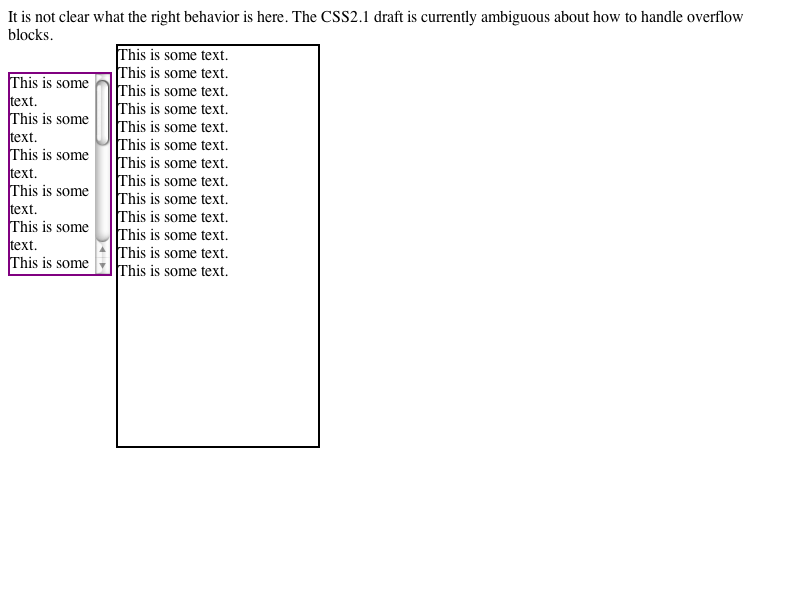 It is not clear what the right behavior is here. The CSS2.1 draft is currently ambiguous about how to handle overflow
blocks.
This is some
text.
This is some
text.
This is some
text.
This is some
text.
This is some
text.
This is some
This is some text.
This is some text.
This is some text.
This is some text.
This is some text.
This is some text.
This is some text.
This is some text.
This is some text.
This is some text.
This is some text.
This is some text.
This is some text.